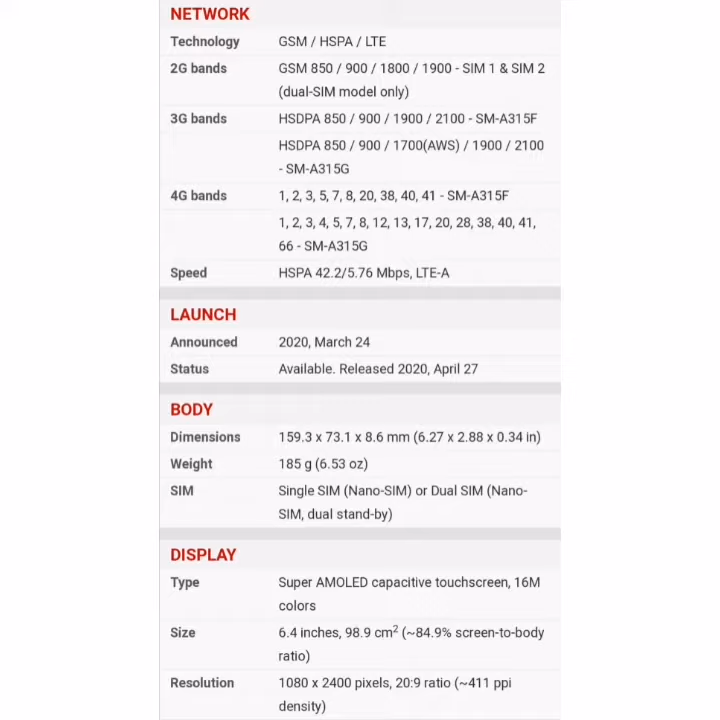 NETWORK
Technology GSM / HSPA / LTE
2G bands GSM 850 / 900 / 1800 / 1900 - SIM 1 & SIM 2
(dual-SIM model only)
3G bands HSDPA 850 / 900 / 1900 / 2100 - SM-A315F
HSDPA 850 / 900 / 1700(AWS) / 1900 / 2100
- SM-A315G
4G bands 1, 2, 3, 5, 7, 8, 20, 38, 40, 41 - SM-A315F
1, 2, 3, 4, 5, 7, 8, 12, 13, 17, 20, 28, 38, 40, 41,
66 - SM-A315G
Speed HSPA 42.2/5.76 Mbps, LTE-A
LAUNCH
Announced 2020, March 24
Status Available. Released 2020, April 27
BODY
Dimensions 159.3 x 73.1 x 8.6 mm (6.27 x 2.88 x 0.34 in)
Weight 185 g (6.53 oz)
SIM Single SIM (Nano-SIM) or Dual SIM (Nano-
SIM, dual stand-by)
DISPLAY
Type Super AMOLED capacitive touchscreen, 16M
colors
Size 6.4 inches, 98.9 cm² (~84.9% screen-to-body
ratio)
Resolution 1080 x 2400 pixels, 20:9 ratio (~411 ppi
density)